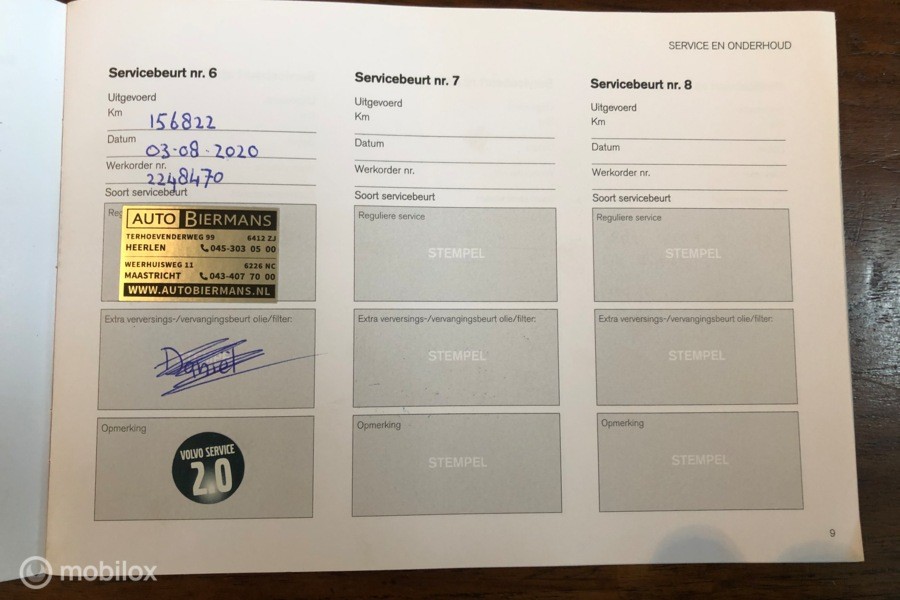 SERVICE EN ONDERHOUD
Servicebeurt nr. 6
Uitgevoerd
Km
156822
Datum
03-08-2020
Werkorder nr.
2248470
Soort servicebeurt
Reg
AUTO BIERMANS
TERHOEVENDERWEG 99 6412 ZJ
HEERLEN 045-303 05 00
WEERHUISWEG 11 6226 NC
MAASTRICHT 043-407 70 00
WWW.AUTOBIERMANS.NL
Extra verversings-/vervangingsbeurt olie/filter:
Daniël
Opmerking
VOLVO SERVICE
2.0
Servicebeurt nr. 7
Uitgevoerd
Km
Datum
Werkorder nr.
Soort servicebeurt
Reguliere service
STEMPEL
Extra verversings-/vervangingsbeurt olie/filter:
STEMPEL
Opmerking
STEMPEL
Servicebeurt nr. 8
Uitgevoerd
Km
Datum
Werkorder nr.
Soort servicebeurt
Reguliere service
STEMPEL
Extra verversings-/vervangingsbeurt olie/filter:
STEMPEL
Opmerking
STEMPEL
9
mobilox